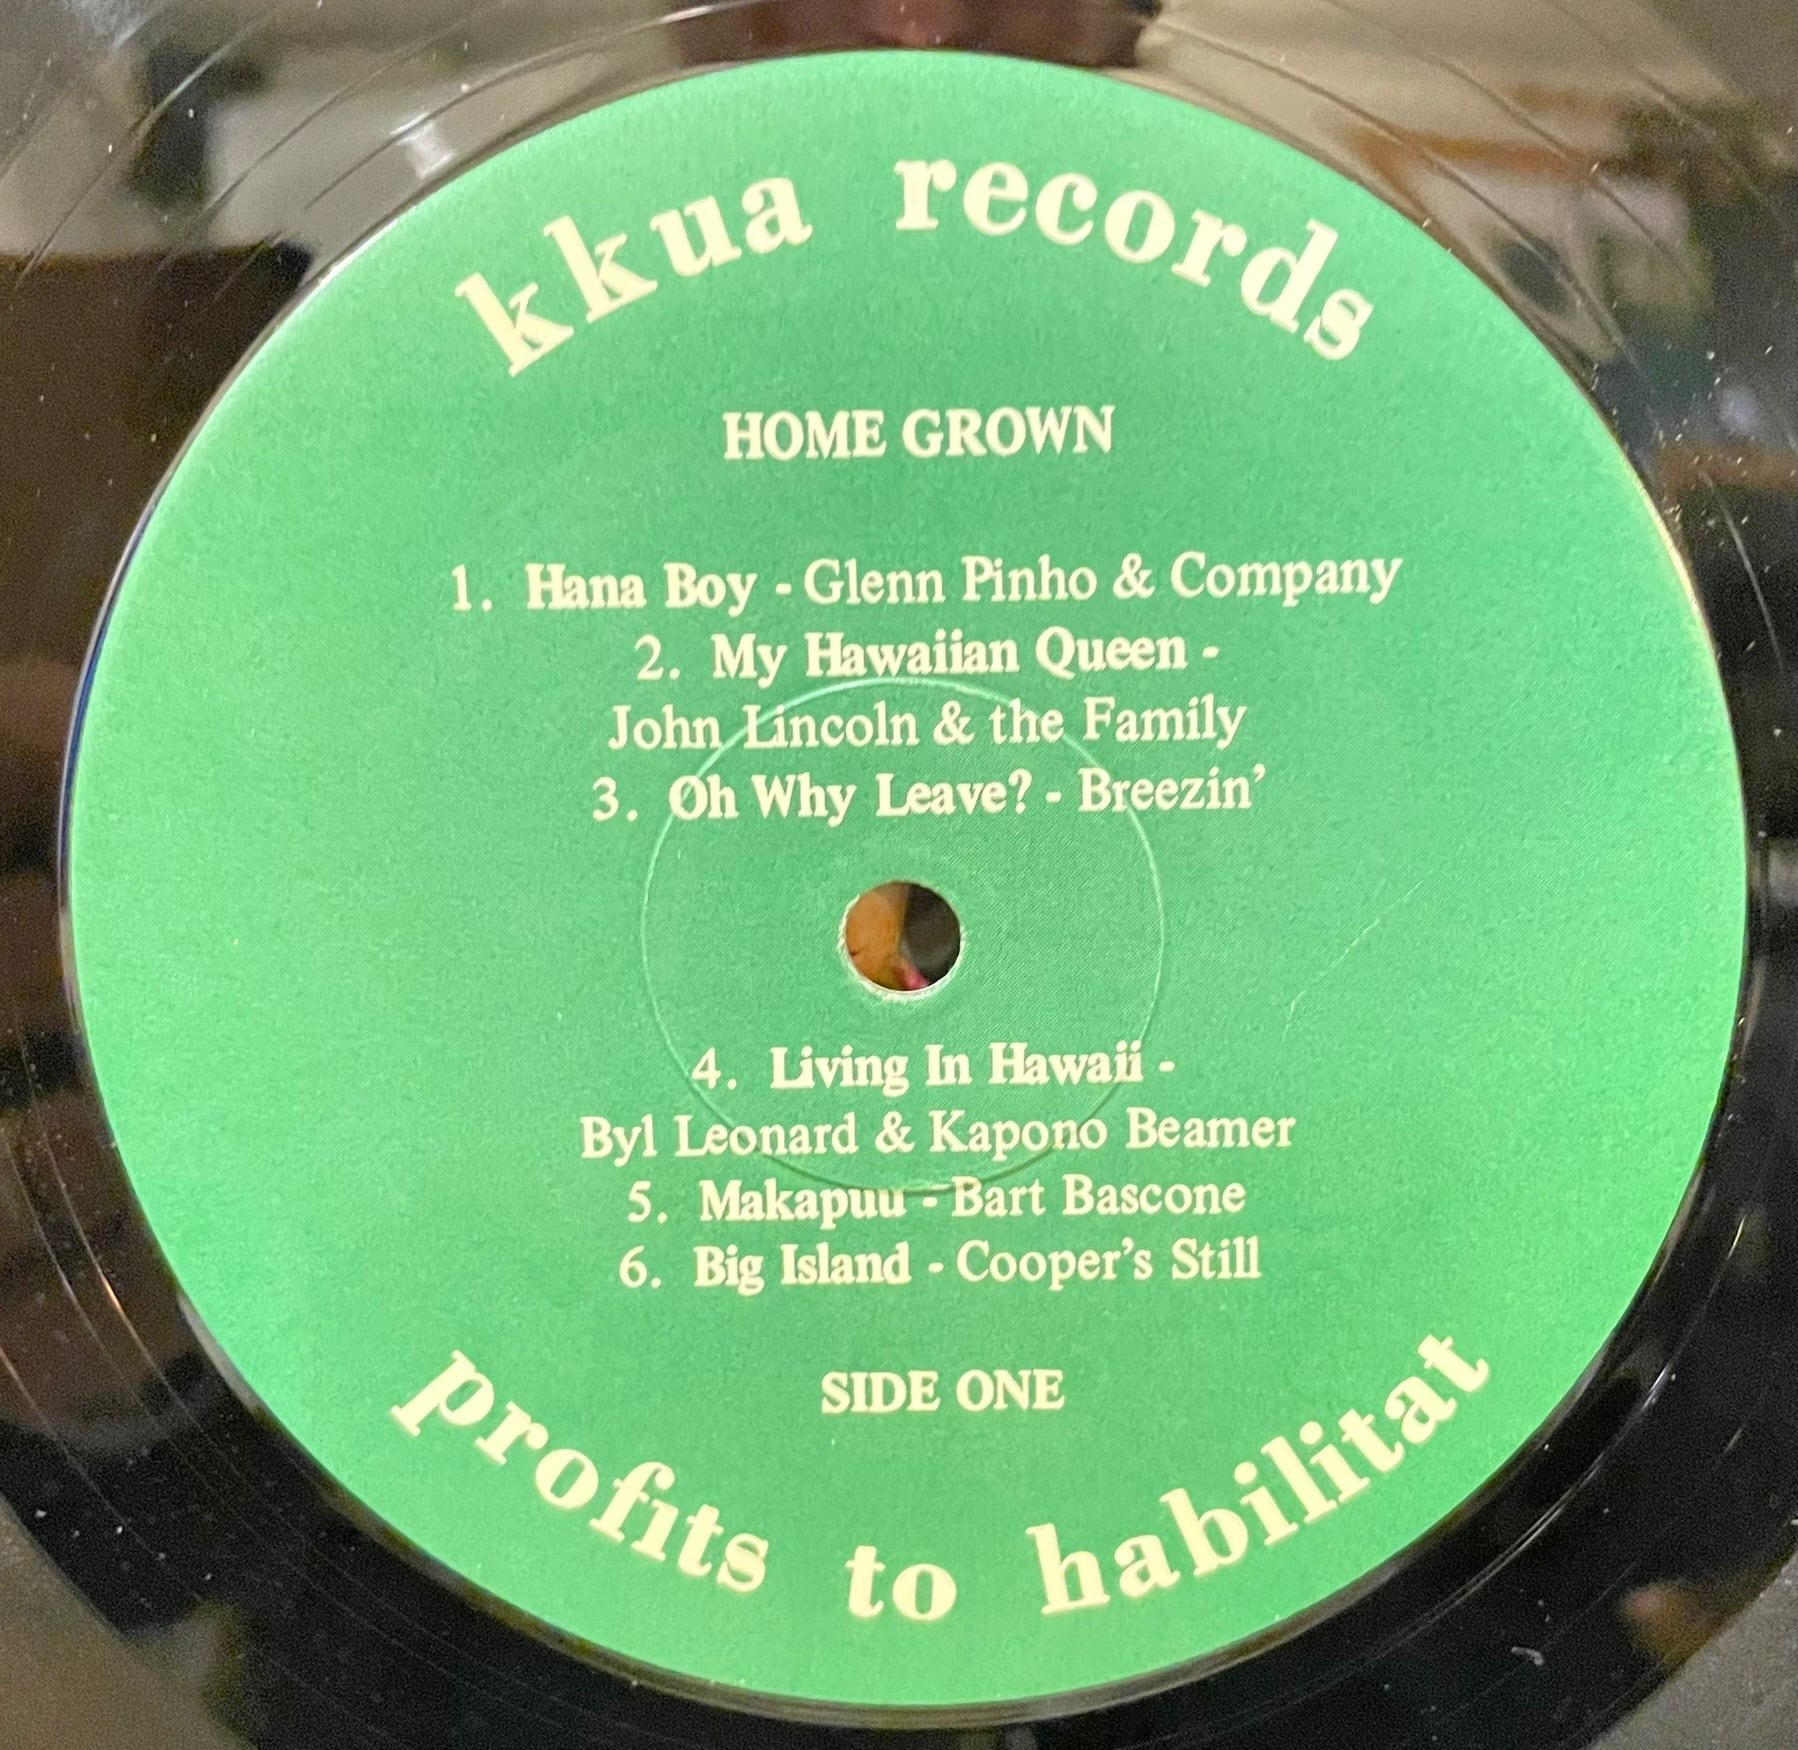 kkua records
HOME GROWN
1. Hana Boy - Glenn Pinho & Company
2. My Hawaiian Queen -
John Lincoln & the Family
3. Oh Why Leave? - Breezin’
4. Living In Hawaii -
Byl Leonard & Kapono Beamer
5. Makapuu - Bart Bascone
6. Big Island - Cooper’s Still
SIDE ONE
profits to habilitat